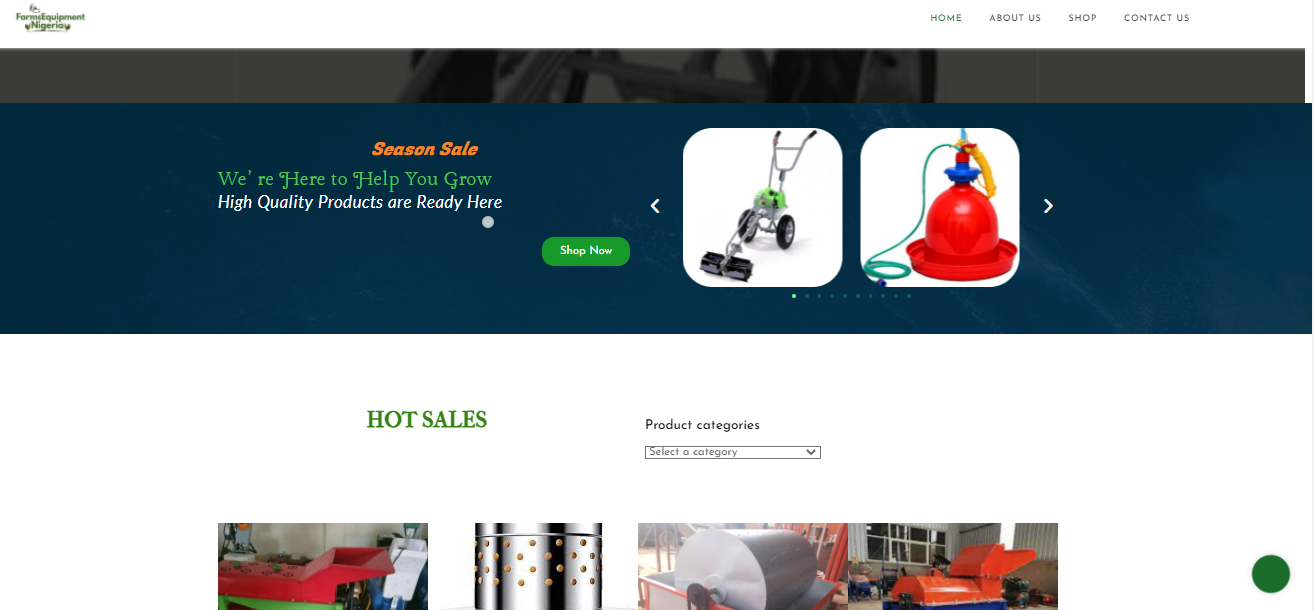 FarmsEquipment
Nigeria
HOME
ABOUT US
SHOP
CONTACT US
Season Sale
We’ re Here to Help You Grow
High Quality Products are Ready Here
Shop Now
HOT SALES
Product categories
Select a category